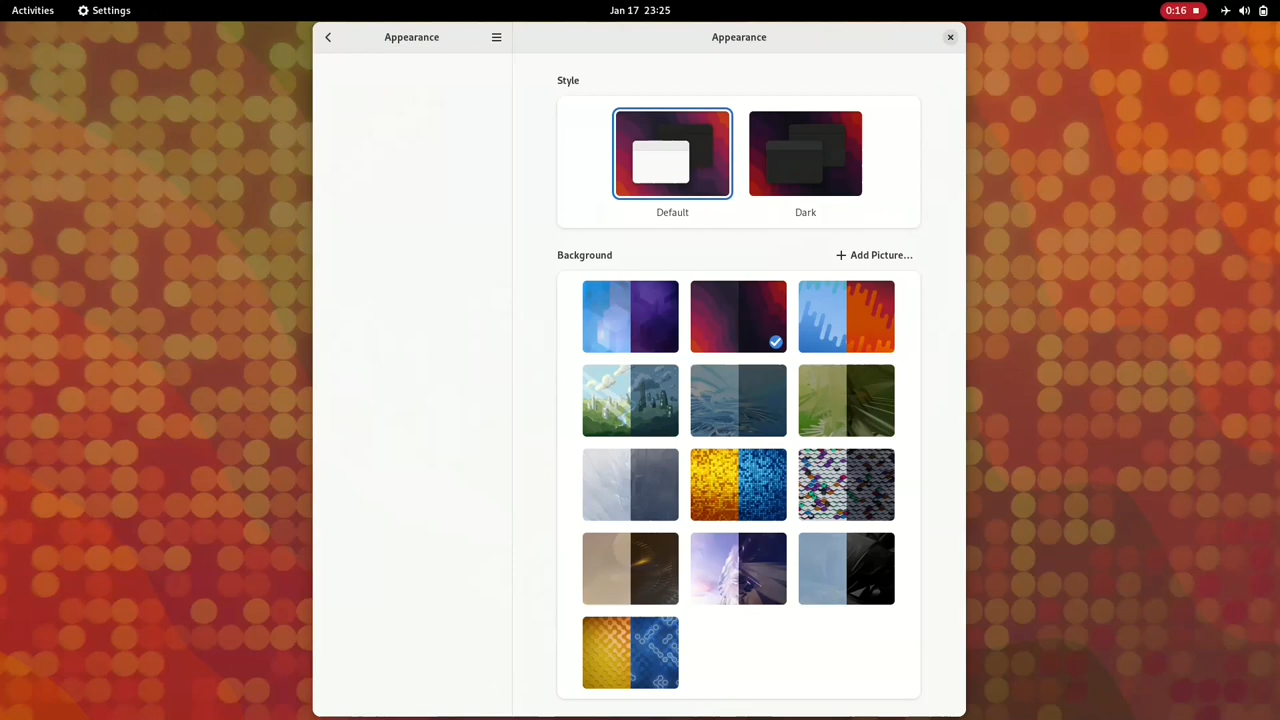 Activities Settings Jan 17 23:25 0:16
Appearance Appearance
Style
Default Dark
Background Add Picture...